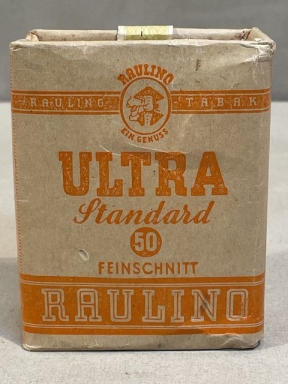 RAULINO
RAULINO TABAK
EIN GENUSS
ULTRA
Standard
50
FEINSCHNITT
RAULINO